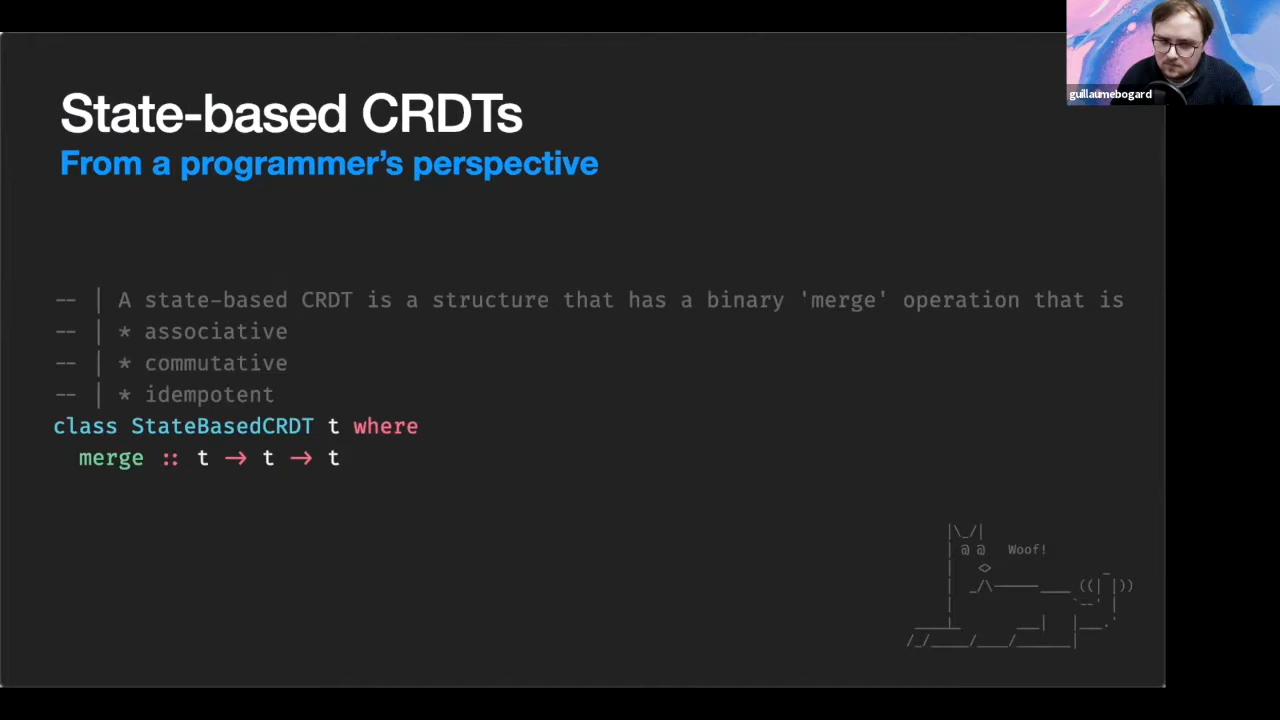 State-based CRDTs
From a programmer's perspective
guillaumebogard
-- | A state-based CRDT is a structure that has a binary 'merge' operation that is
-- | * associative
-- | * commutative
-- | * idempotent
class StateBasedCRDT t where
merge :: t -> t -> t
Woof!